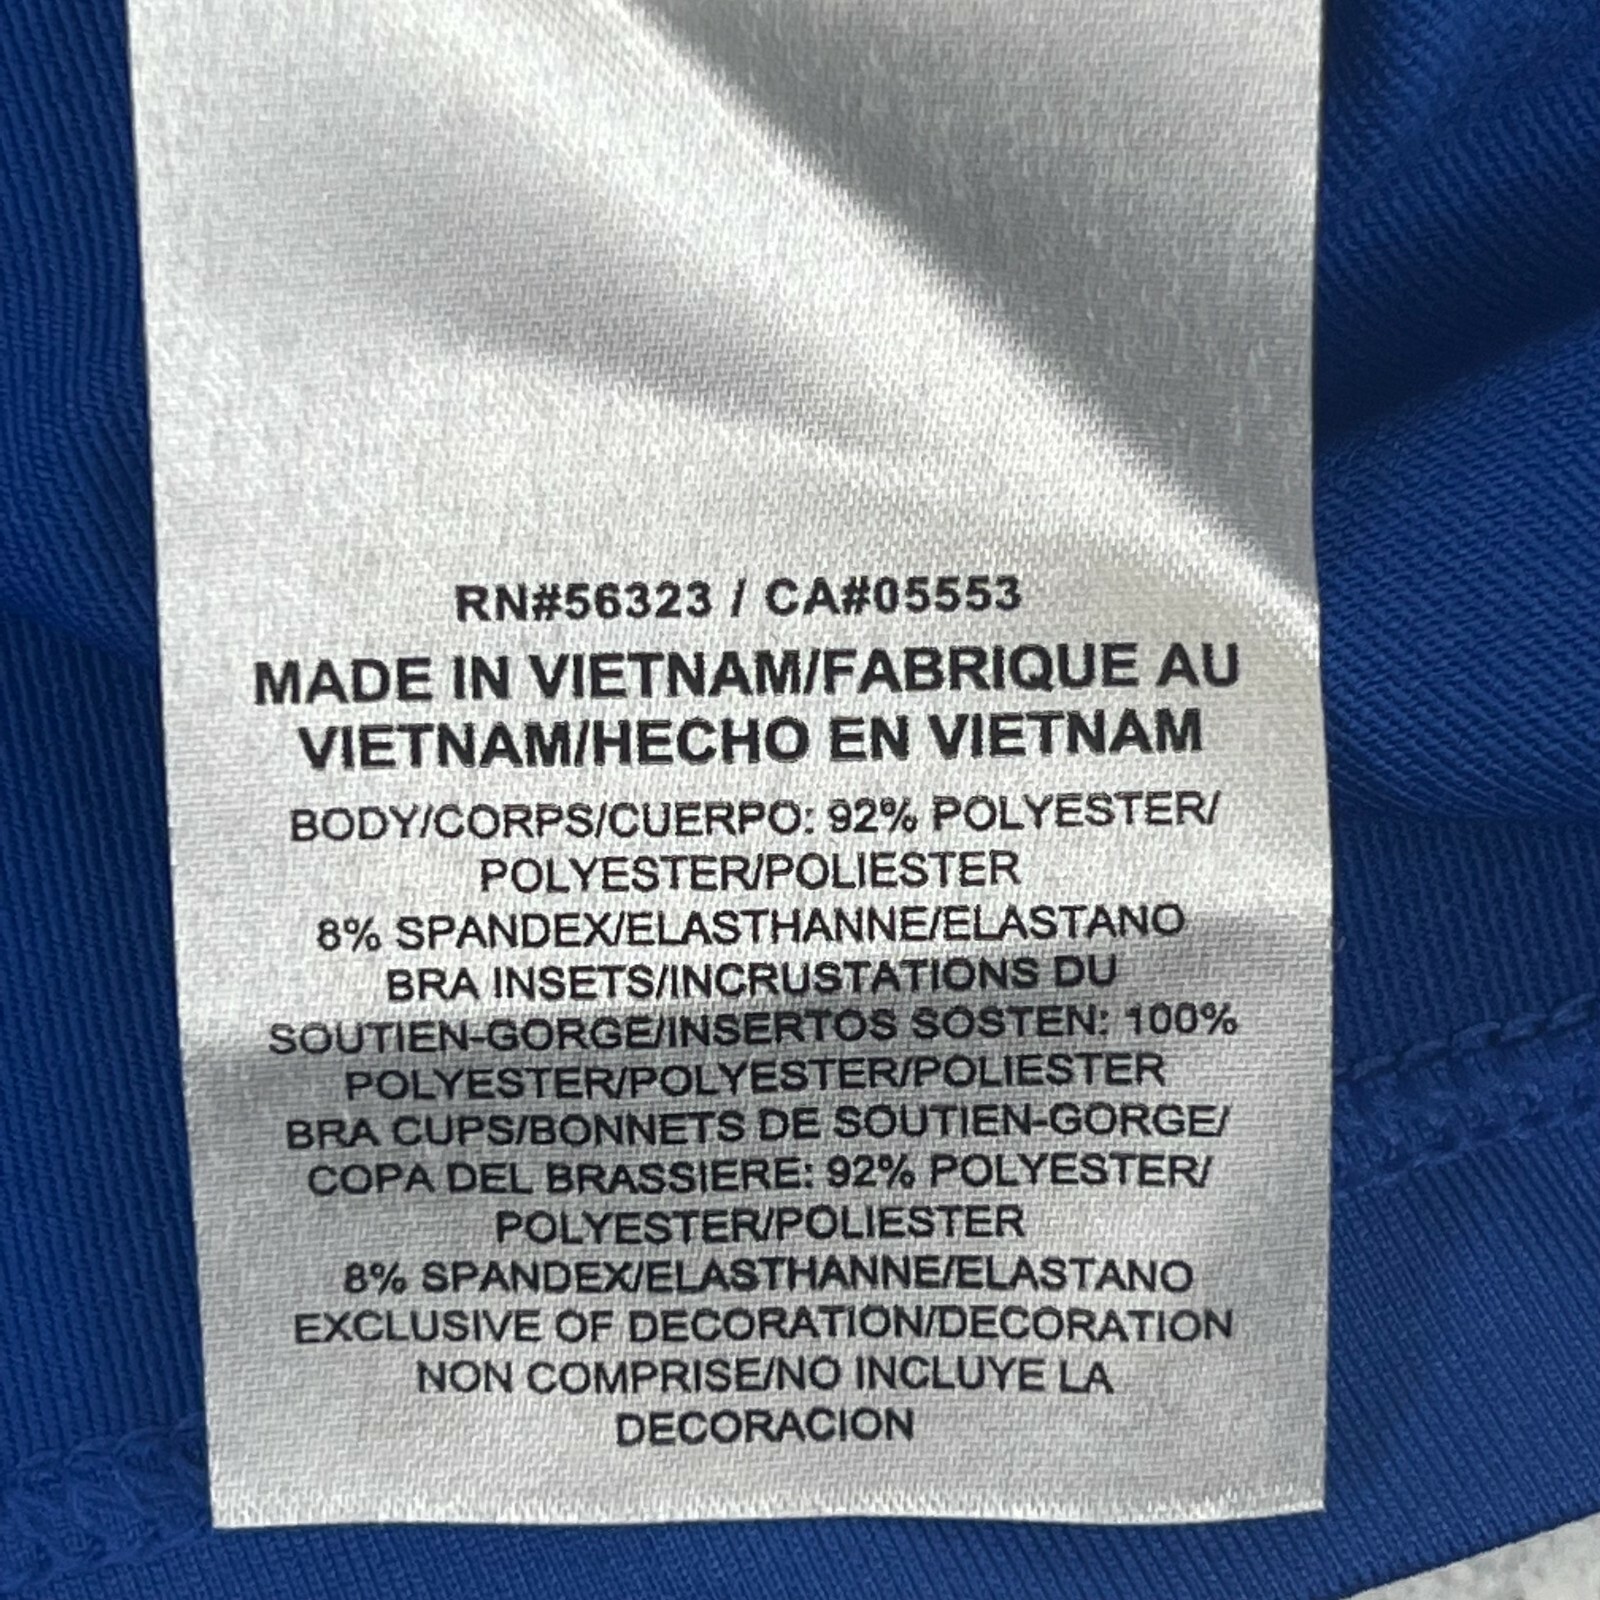 RN#56323 / CA#05553
MADE IN VIETNAM/FABRIQUE AU
VIETNAM/HECHO EN VIETNAM
BODY/CORPS/CUERPO: 92% POLYESTER/
POLYESTER/POLIESTER
8% SPANDEX/ELASTHANNE/ELASTANO
BRA INSETS/INCRUSTATIONS DU
SOUTIEN-GORGE/INSERTOS SOSTEN: 100%
POLYESTER/POLYESTER/POLIESTER
BRA CUPS/BONNETS DE SOUTIEN-GORGE/
COPA DEL BRASSIERE: 92% POLYESTER/
POLYESTER/POLIESTER
8% SPANDEX/ELASTHANNE/ELASTANO
EXCLUSIVE OF DECORATION/DECORATION
NON COMPRISE/NO INCLUYE LA
DECORACION